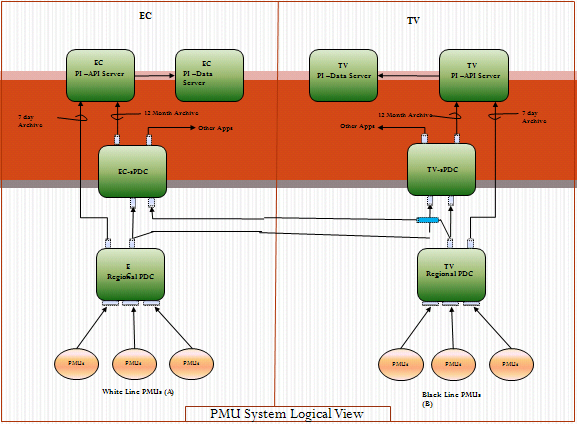 EC
TV
EC
PI –API Server
EC
PI –Data
Server
TV
PI –Data Server
TV
PI –API Server
7 day
Archive
12 Month Archive
Other Apps
Other Apps
12 Month Archive
7 day
Archive
EC-sPDC
TV-sPDC
E
C
Regional PDC
TV
Regional PDC
PMUs
PMUs
PMUs
PMUs
PMUs
PMUs
White Line PMUs (A)
Black Line PMUs
(B)
PMU System Logical View